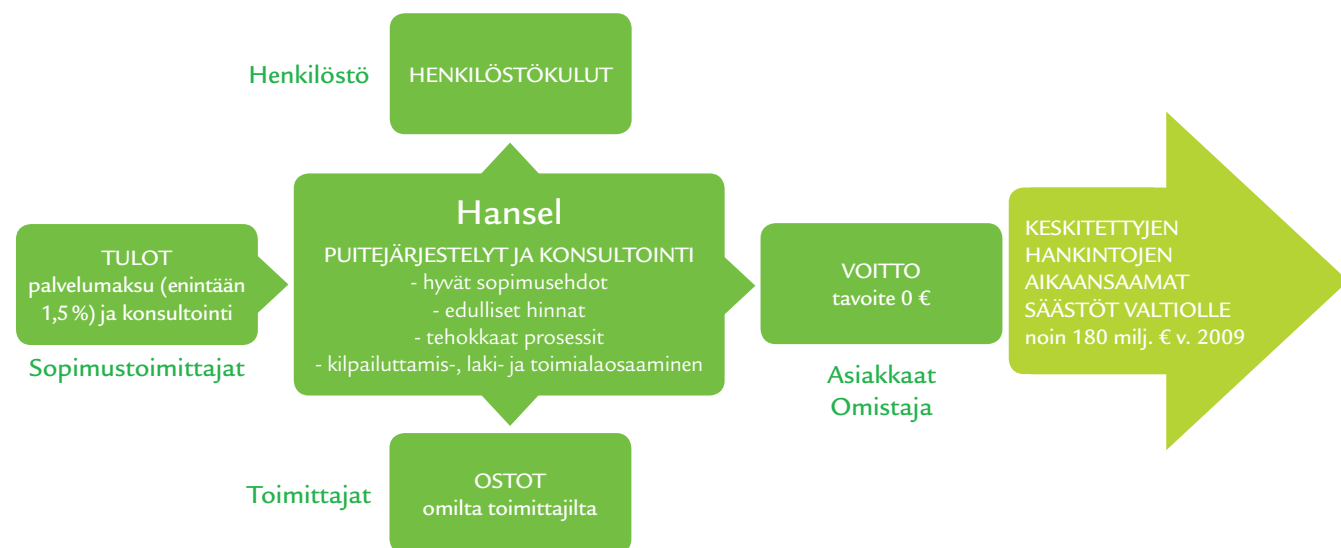 Henkilöstö
HENKILÖSTÖKULUT
TULOT
palvelumaksu (enintään
1,5 %) ja konsultointi
Sopimustoimittajat
Hansel
PUITEJÄRJESTELYT JA KONSULTOINTI
- hyvät sopimusehdot
- edulliset hinnat
- tehokkaat prosessit
- kilpailuttamis-, laki- ja toimialaosaaminen
VOITTO
tavoite 0 €
Asiakkaat
Omistaja
KESKITETTYJEN
HANKINTOJEN
AIKAANSAAMAT
SÄÄSTÖT VALTIOLLE
noin 180 milj. € v. 2009
Toimittajat
OSTOT
omilta toimittajilta